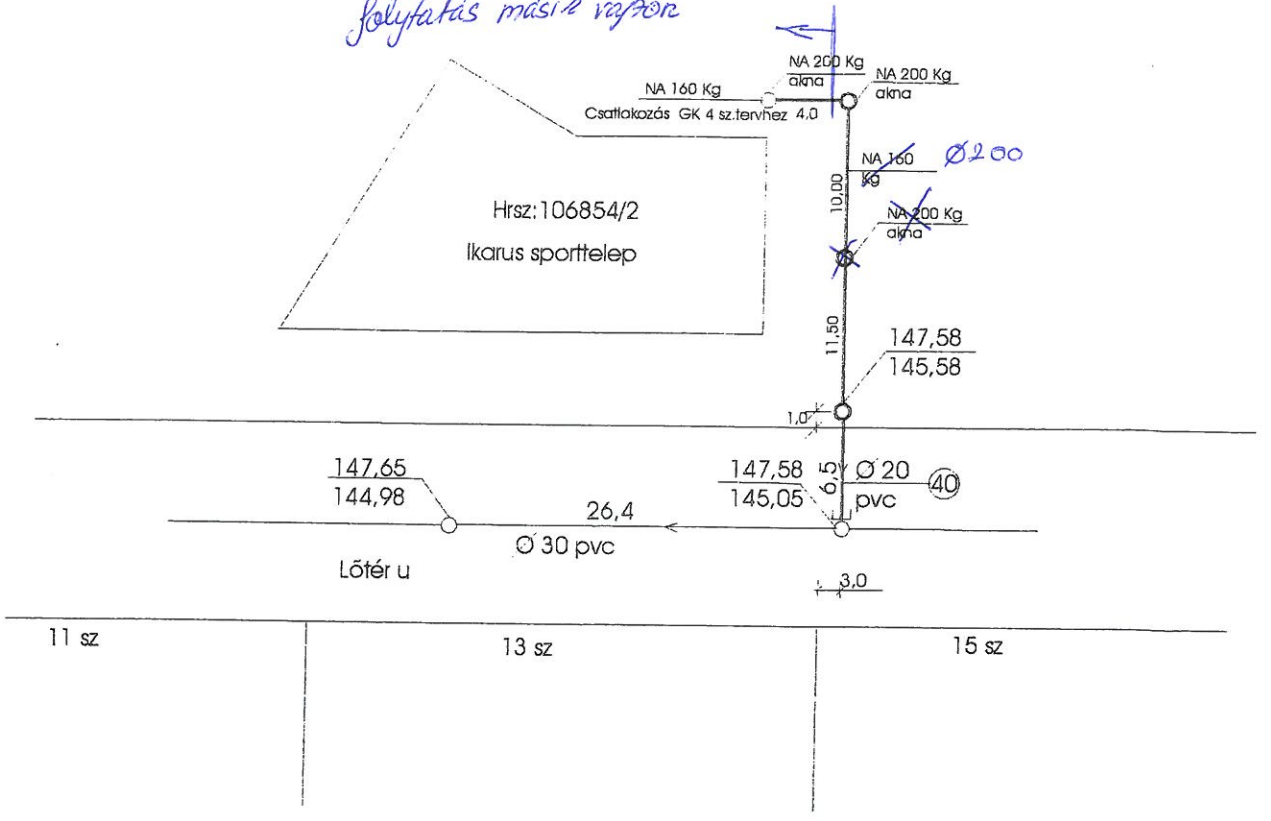 folytatás másik rajzon
NA 200 Kg
akna
NA 200 Kg
akna
NA 160 Kg
Csatlakozás GK 4 sz.tervhez 4,0
NA 160
Kg
Ø200
10,00
NA 200 Kg
akna
Hrsz:106854/2
Ikarus sporttelep
11,50
147,58
145,58
1,0
147,65
144,98
147,58
145,05
6,5
Ø 20
pvc
40
26,4
Ø 30 pvc
Lőtér u
3,0
11 sz
13 sz
15 sz